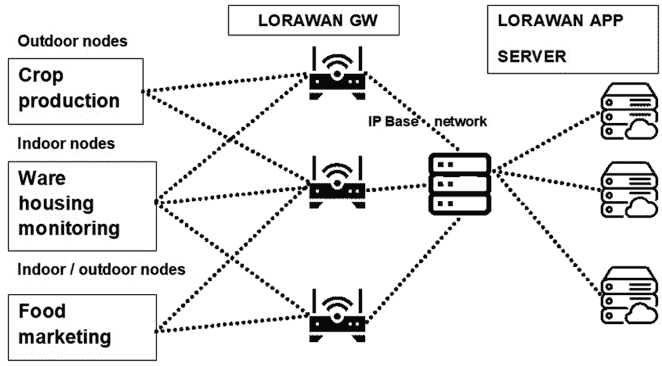 LORAWAN GW
LORAWAN APP
SERVER
Outdoor nodes
Crop
production
IP Base network
Indoor nodes
Ware
housing
monitoring
Indoor / outdoor nodes
Food
marketing